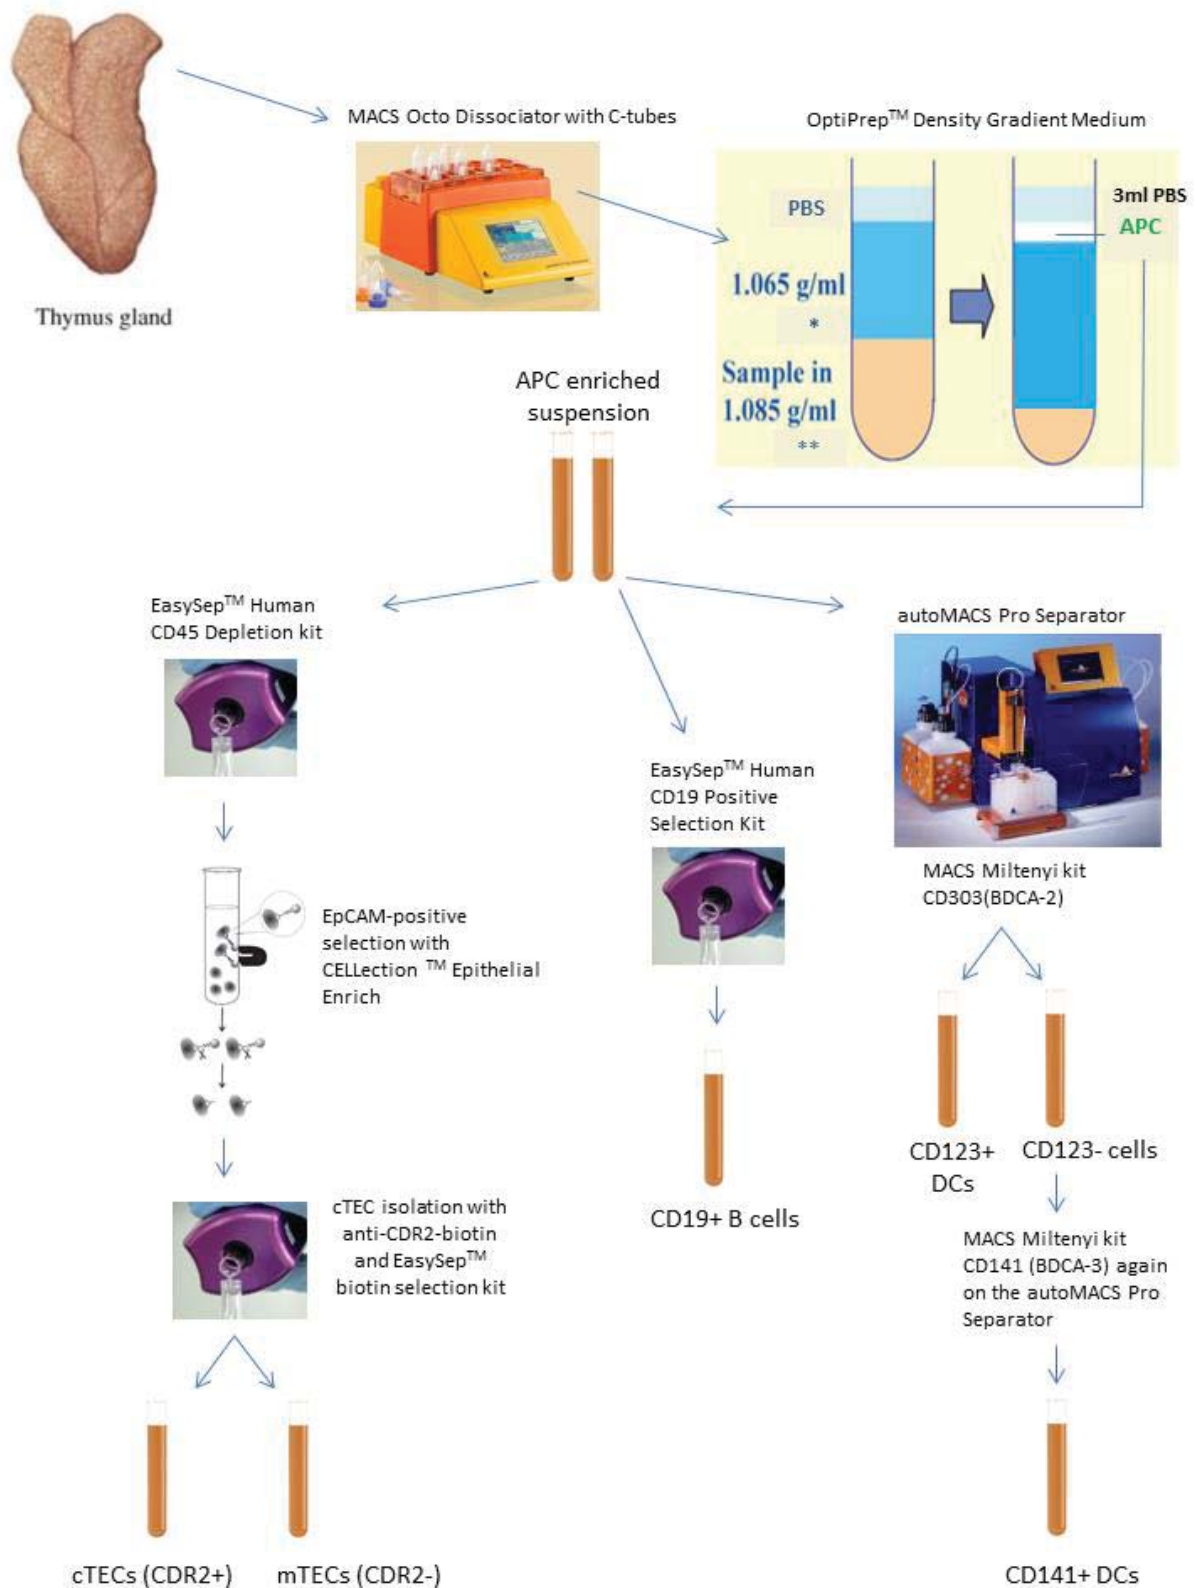 MACS Octo Dissociator with C-tubes
OptiPrep™ Density Gradient Medium
PBS
3ml PBS
APC
1.065 g/ml
*
Sample in
1.085 g/ml
**
Thymus gland
APC enriched
suspension
EasySep™ Human
CD45 Depletion kit
autoMACS Pro Separator
EasySep™ Human
CD19 Positive
Selection Kit
MACS Miltenyi kit
CD303(BDCA-2)
EpCAM-positive
selection with
CELLection ™ Epithelial
Enrich
CD123+
DCs
CD123- cells
cTEC isolation with
anti-CDR2-biotin
and EasySep™
biotin selection kit
CD19+ B cells
MACS Miltenyi kit
CD141 (BDCA-3) again
on the autoMACS Pro
Separator
cTECs (CDR2+)
mTECs (CDR2-)
CD141+ DCs